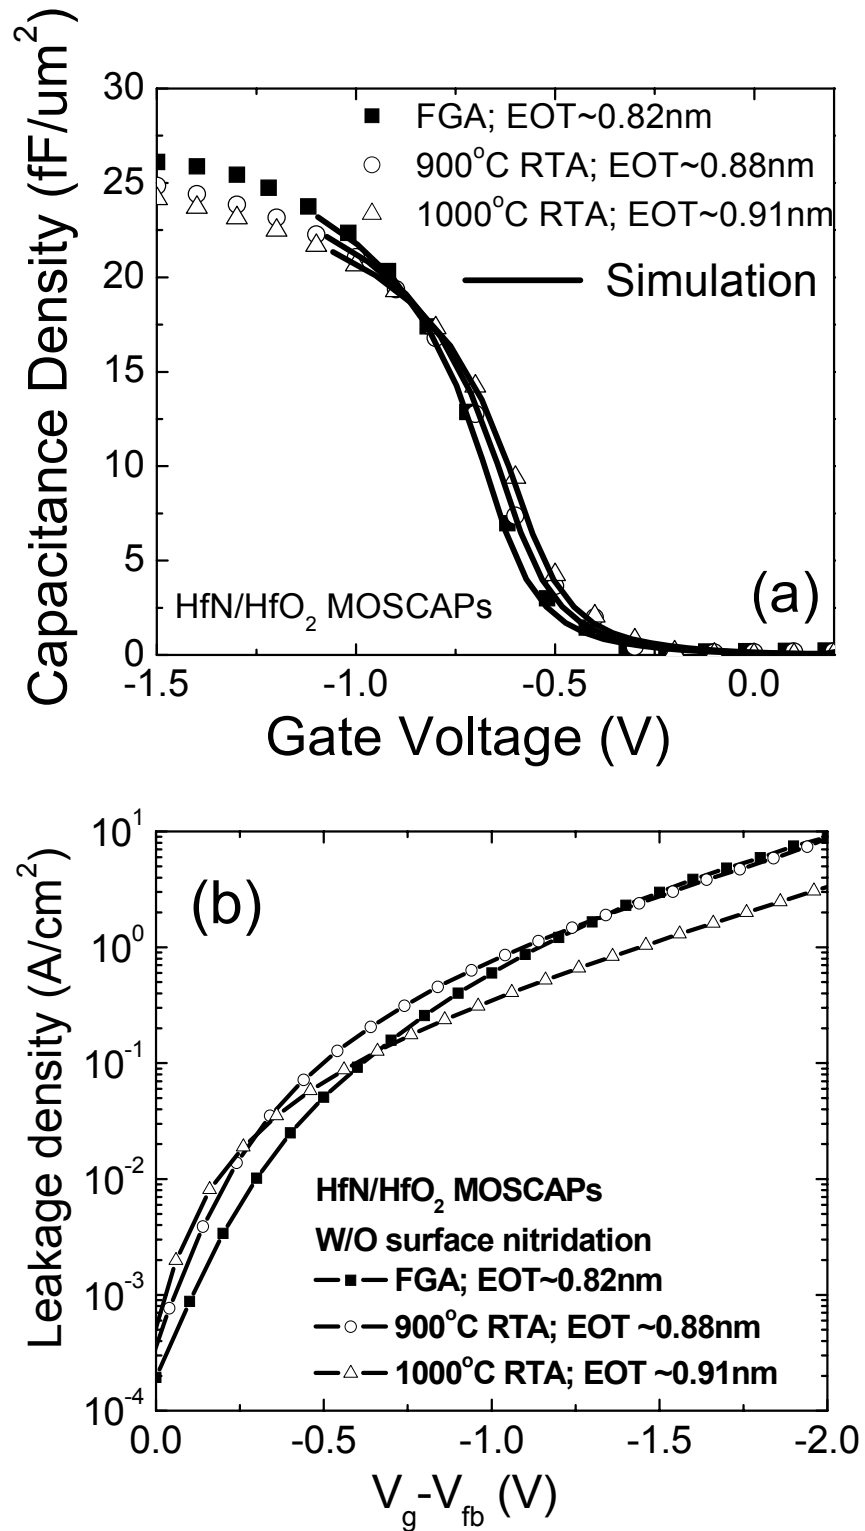 Capacitance Density (fF/um²)
30
25
20
15
10
5
0
FGA; EOT~0.82nm
900°C RTA; EOT~0.88nm
1000°C RTA; EOT~0.91nm
Simulation
(a)
HfN/HfO₂ MOSCAPs
-1.5 -1.0 -0.5 0.0
Gate Voltage (V)
Leakage density (A/cm²)
10¹
10⁰
10⁻¹
10⁻²
10⁻³
10⁻⁴
(b)
HfN/HfO₂ MOSCAPs
W/O surface nitridation
FGA; EOT~0.82nm
900°C RTA; EOT ~0.88nm
1000°C RTA; EOT ~0.91nm
0.0 -0.5 -1.0 -1.5 -2.0
V_g-V_fb (V)